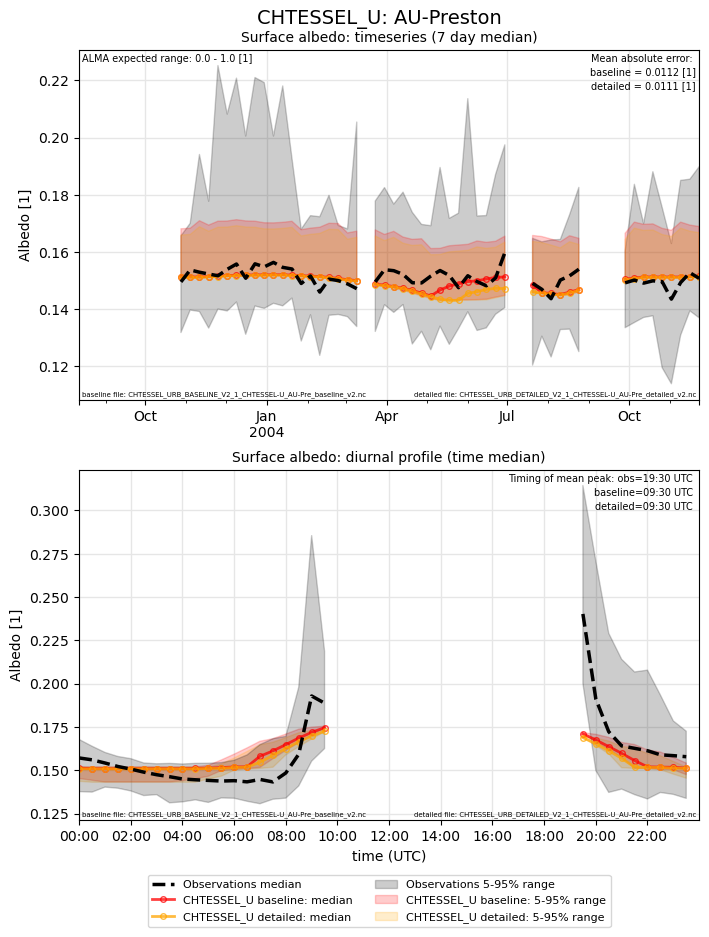 CHTESSEL_U: AU-Preston
Surface albedo: timeseries (7 day median)
ALMA expected range: 0.0 - 1.0 [1]
Mean absolute error:
baseline = 0.0112 [1]
detailed = 0.0111 [1]
0.22
0.20
0.18
0.16
0.14
0.12
Albedo [1]
baseline file: CHTESSEL_URB_BASELINE_V2_1_CHTESSEL-U_AU-Pre_baseline_v2.nc
detailed file: CHTESSEL_URB_DETAILED_V2_1_CHTESSEL-U_AU-Pre_detailed_v2.nc
Oct Jan Apr Jul Oct
2004
Surface albedo: diurnal profile (time median)
Timing of mean peak: obs=19:30 UTC
baseline=09:30 UTC
detailed=09:30 UTC
0.300
0.275
0.250
0.225
0.200
0.175
0.150
0.125
Albedo [1]
baseline file: CHTESSEL_URB_BASELINE_V2_1_CHTESSEL-U_AU-Pre_baseline_v2.nc
detailed file: CHTESSEL_URB_DETAILED_V2_1_CHTESSEL-U_AU-Pre_detailed_v2.nc
00:00 02:00 04:00 06:00 08:00 10:00 12:00 14:00 16:00 18:00 20:00 22:00
time (UTC)
Observations median
CHTESSEL_U baseline: median
CHTESSEL_U detailed: median
Observations 5-95% range
CHTESSEL_U baseline: 5-95% range
CHTESSEL_U detailed: 5-95% range